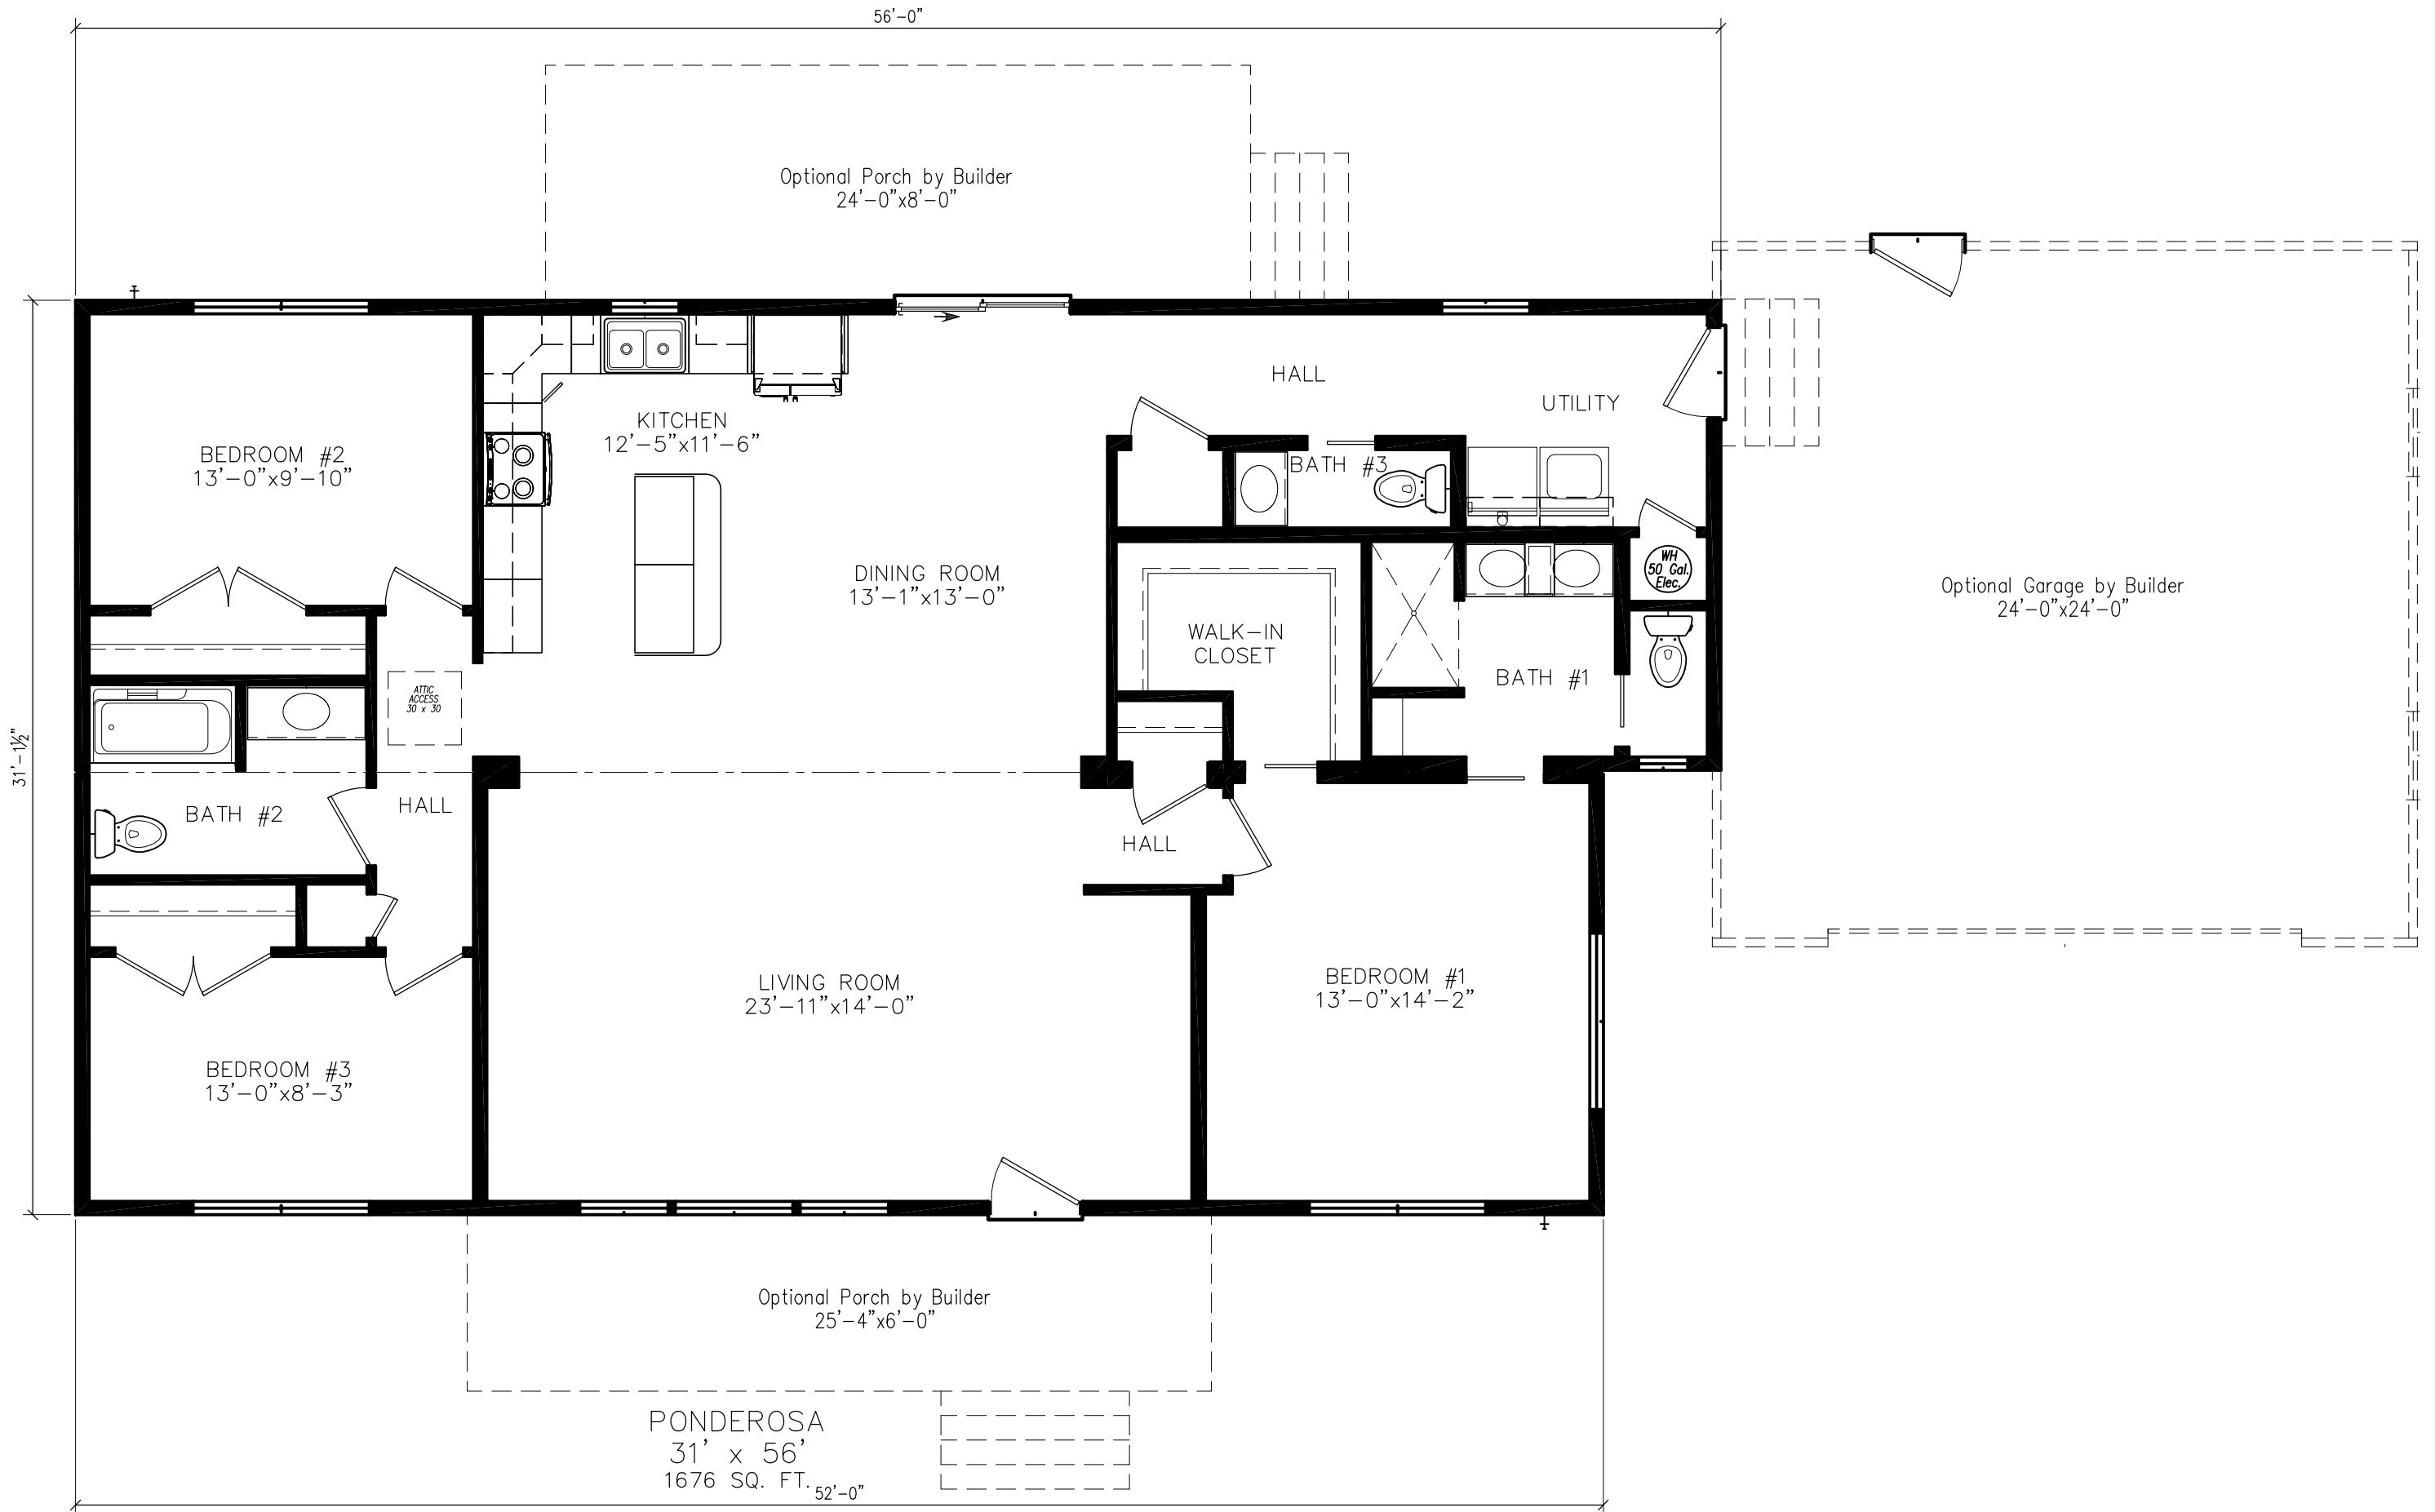 56'-0"
Optional Porch by Builder
24'-0"x8'-0"
HALL
UTILITY
KITCHEN
12'-5"x11'-6"
BEDROOM #2
13'-0"x9'-10"
BATH #3
DINING ROOM
13'-1"x13'-0"
WH
50 Gal.
Elec.
Optional Garage by Builder
24'-0"x24'-0"
WALK-IN
CLOSET
BATH #1
ATTIC
ACCESS
30 x 30
31'-1½"
BATH #2
HALL
HALL
LIVING ROOM
23'-11"x14'-0"
BEDROOM #1
13'-0"x14'-2"
BEDROOM #3
13'-0"x8'-3"
Optional Porch by Builder
25'-4"x6'-0"
PONDEROSA
31' x 56'
1676 SQ. FT.
52'-0"